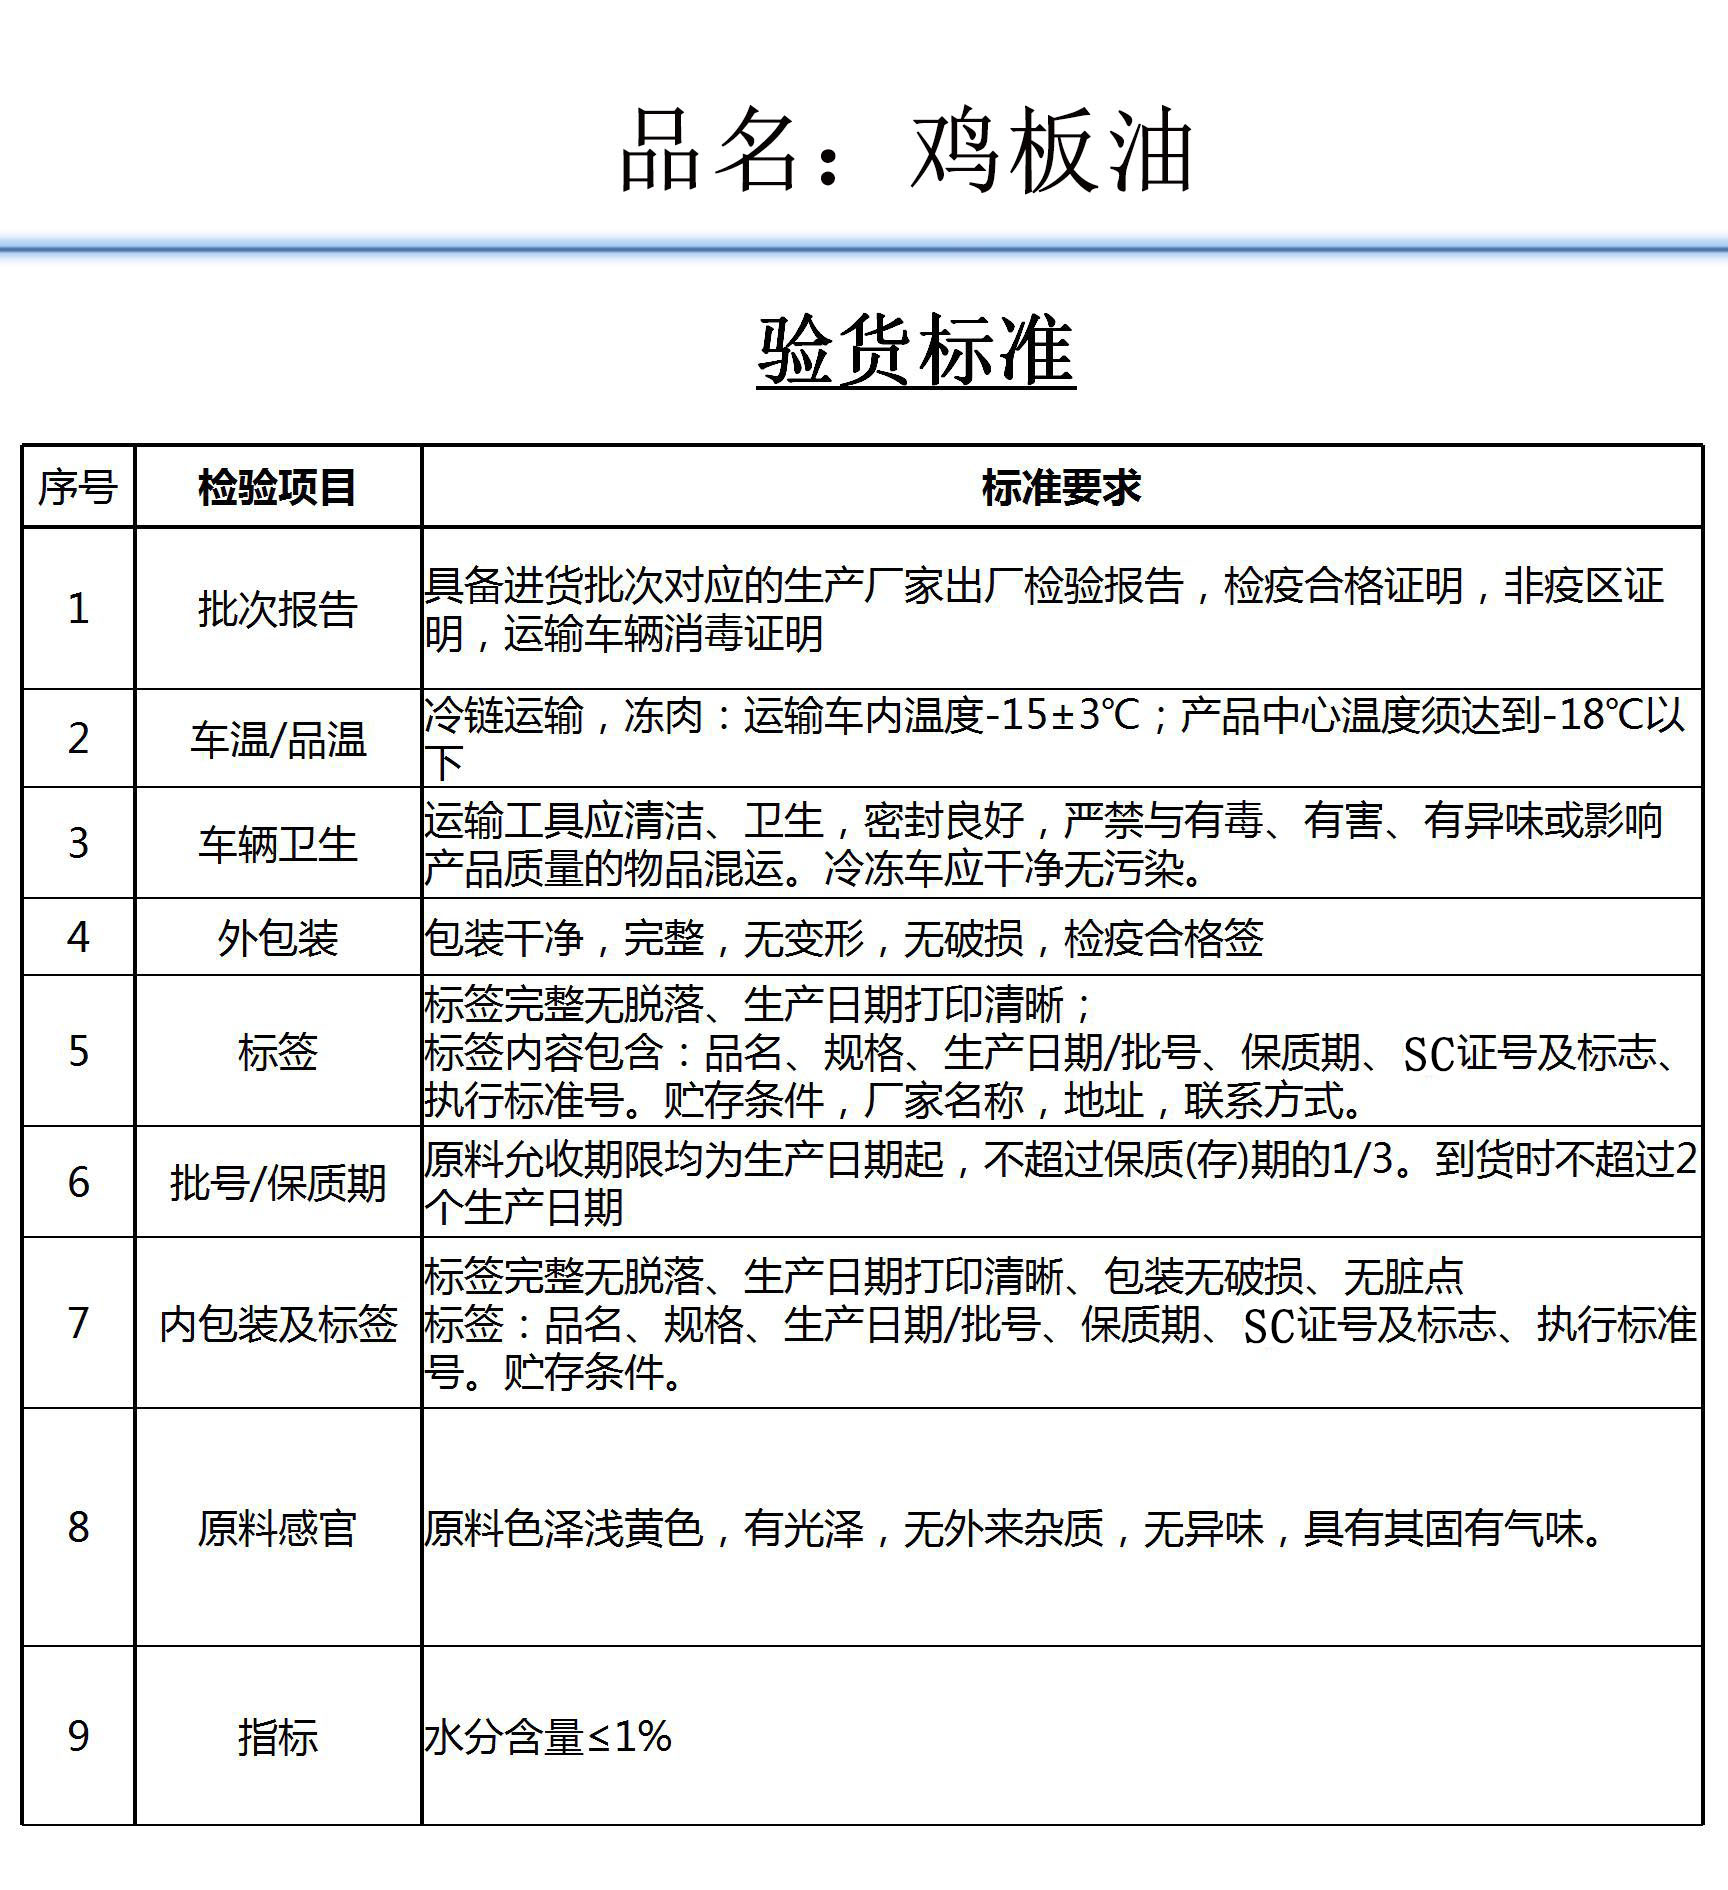 品名：鸡板油
验货标准
序号 检验项目 标准要求
1 批次报告 具备进货批次对应的生产厂家出厂检验报告，检疫合格证明，非疫区证
明，运输车辆消毒证明
2 车温/品温 冷链运输，冻肉：运输车内温度-15±3℃；产品中心温度须达到-18℃以
下
3 车辆卫生 运输工具应清洁、卫生，密封良好，严禁与有毒、有害、有异味或影响
产品质量的物品混运。冷冻车应干净无污染。
4 外包装 包装干净，完整，无变形，无破损，检疫合格签
5 标签 标签完整无脱落、生产日期打印清晰；
标签内容包含：品名、规格、生产日期/批号、保质期、SC证号及标志、
执行标准号。贮存条件，厂家名称，地址，联系方式。
6 批号/保质期 原料允收期限均为生产日期起，不超过保质(存)期的1/3。到货时不超过2
个生产日期
7 内包装及标签 标签完整无脱落、生产日期打印清晰、包装无破损、无脏点
标签：品名、规格、生产日期/批号、保质期、SC证号及标志、执行标准
号。贮存条件。
8 原料感官 原料色泽浅黄色，有光泽，无外来杂质，无异味，具有其固有气味。
9 指标 水分含量≤1%